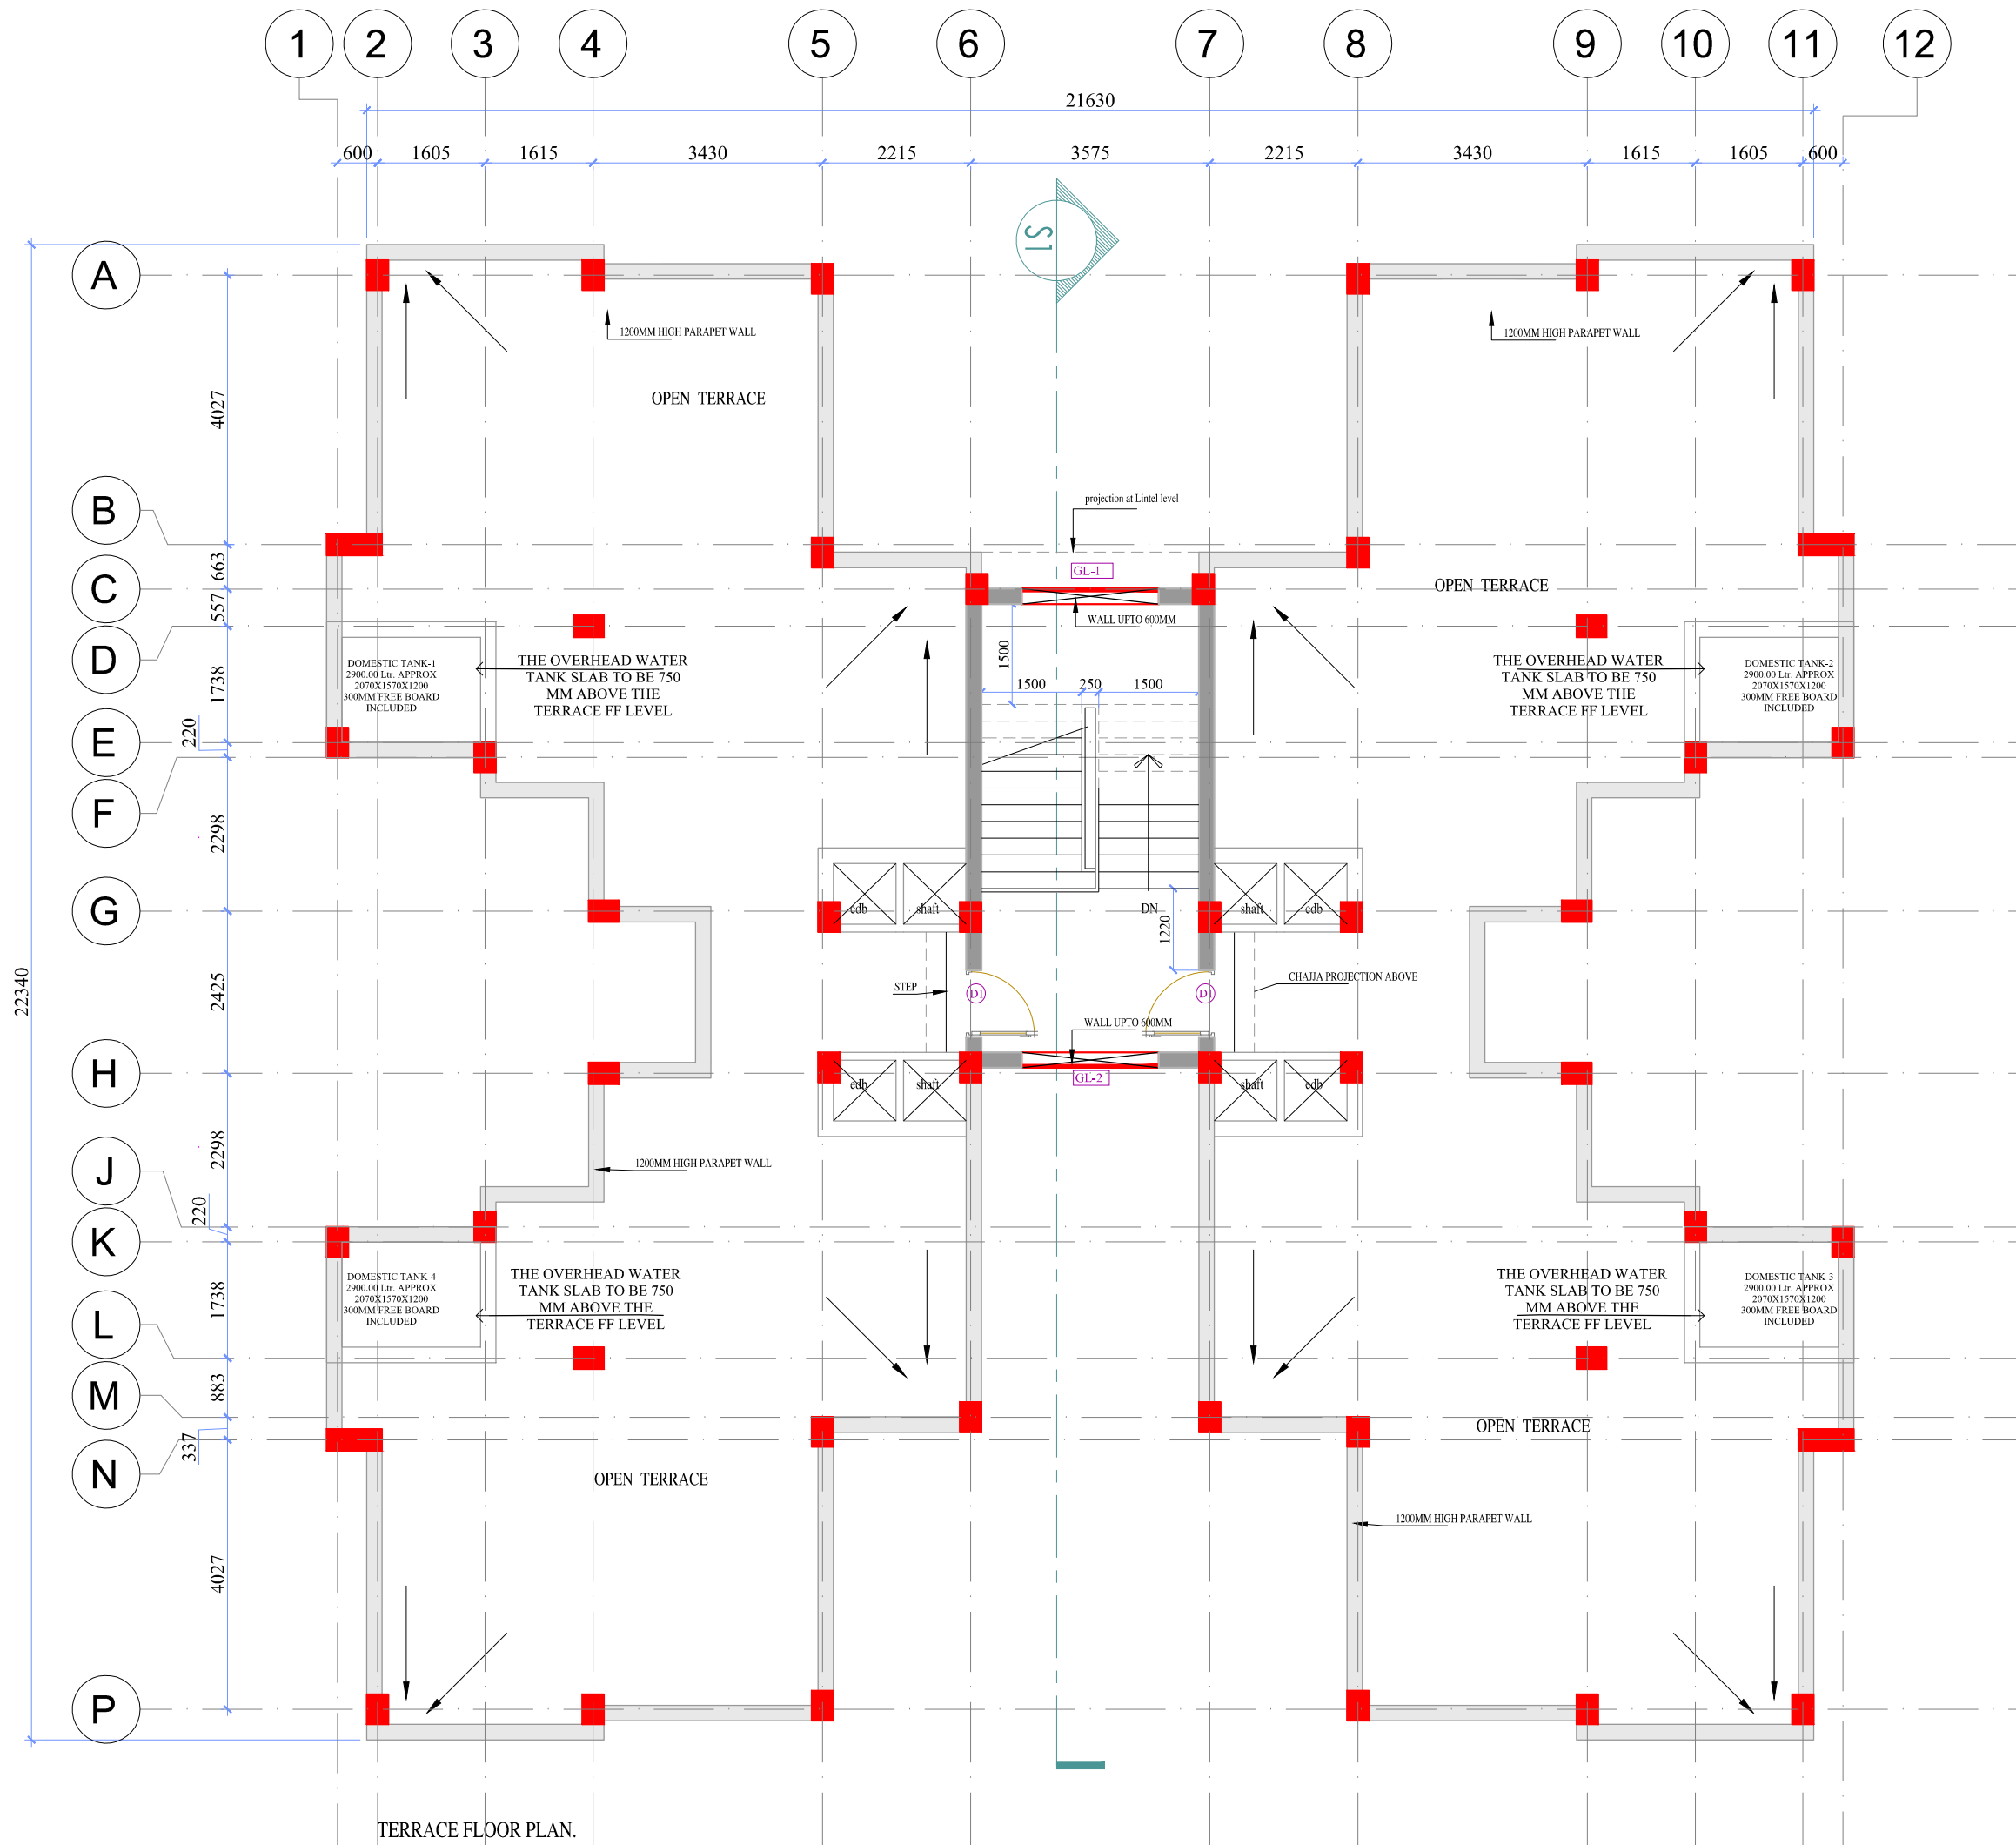 1 2 3 4 5 6 7 8 9 10 11 12
21630
600 1605 1615 3430 2215 3575 2215 3430 1615 1605 600
S1
A
1200MM HIGH PARAPET WALL
1200MM HIGH PARAPET WALL
OPEN TERRACE
4027
B
projection at Lintel level
663
GL-1
C
OPEN TERRACE
557
WALL UPTO 600MM
D
1500
DOMESTIC TANK-1
2900.00 Ltr. APPROX
2070X1570X1200
300MM FREE BOARD
INCLUDED
THE OVERHEAD WATER
TANK SLAB TO BE 750
MM ABOVE THE
TERRACE FF LEVEL
THE OVERHEAD WATER
TANK SLAB TO BE 750
MM ABOVE THE
TERRACE FF LEVEL
DOMESTIC TANK-2
2900.00 Ltr. APPROX
2070X1570X1200
300MM FREE BOARD
INCLUDED
1738
1500 250 1500
220
E
F
2298
G
edb shaft DN shaft edb
1220
22340
2425
STEP
D1
D1
CHAJJA PROJECTION ABOVE
WALL UPTO 600MM
H
GL-2
edb shaft shaft edb
2298
1200MM HIGH PARAPET WALL
J
220
K
DOMESTIC TANK-4
2900.00 Ltr. APPROX
2070X1570X1200
300MM FREE BOARD
INCLUDED
THE OVERHEAD WATER
TANK SLAB TO BE 750
MM ABOVE THE
TERRACE FF LEVEL
THE OVERHEAD WATER
TANK SLAB TO BE 750
MM ABOVE THE
TERRACE FF LEVEL
DOMESTIC TANK-3
2900.00 Ltr. APPROX
2070X1570X1200
300MM FREE BOARD
INCLUDED
1738
L
883
M
OPEN TERRACE
337
N
OPEN TERRACE
1200MM HIGH PARAPET WALL
4027
P
TERRACE FLOOR PLAN.